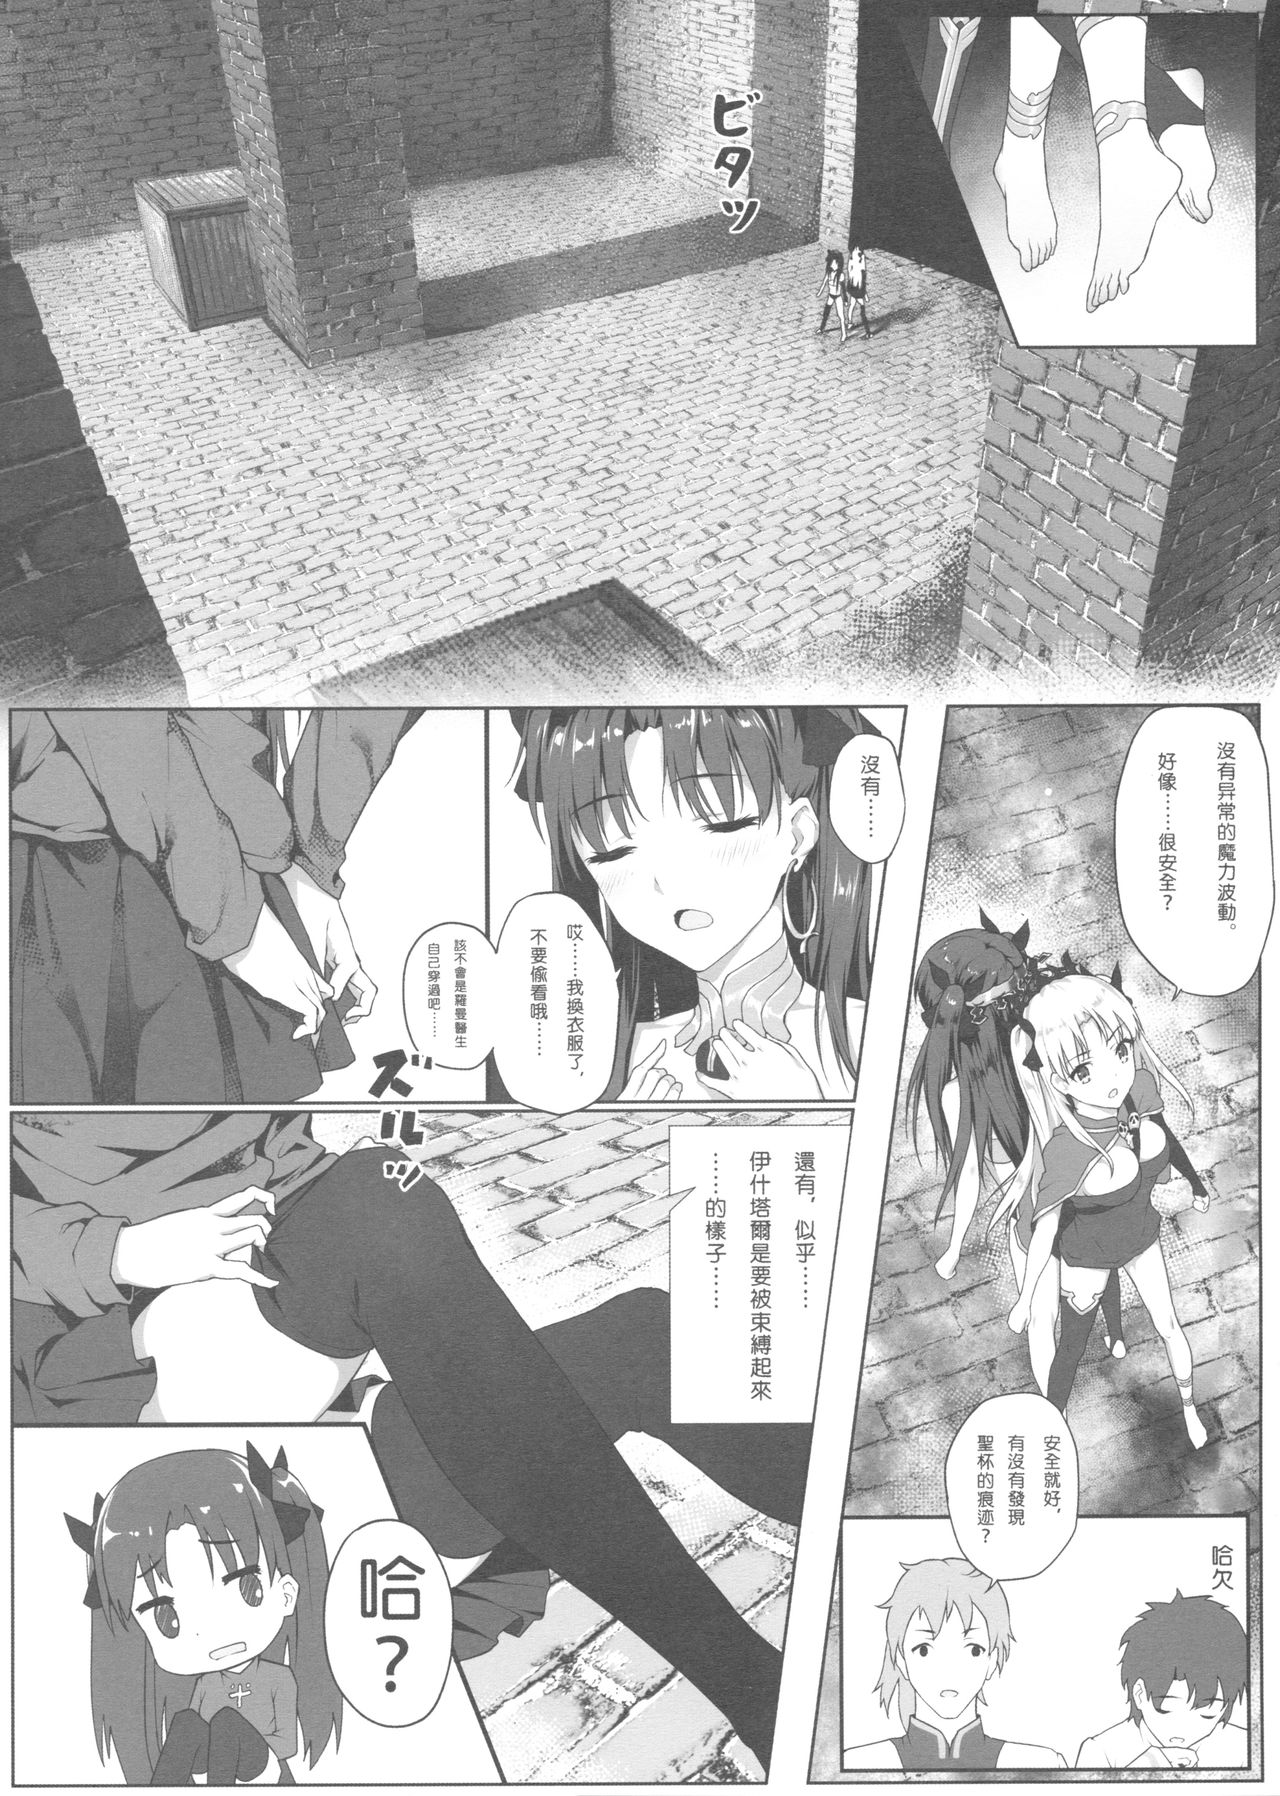 ビタッ
沒有异常的魔力波動。
好像……很安全？
安全就好,
有沒有發現
聖杯的痕迹？
哈欠
沒有……
哎……我換衣服了,
不要偷看哦……
該不會是羅曼醫生
自己穿過吧……
ズルッ
還有, 似乎……
伊什塔爾是要被束縛起來
……的樣子……
哈？